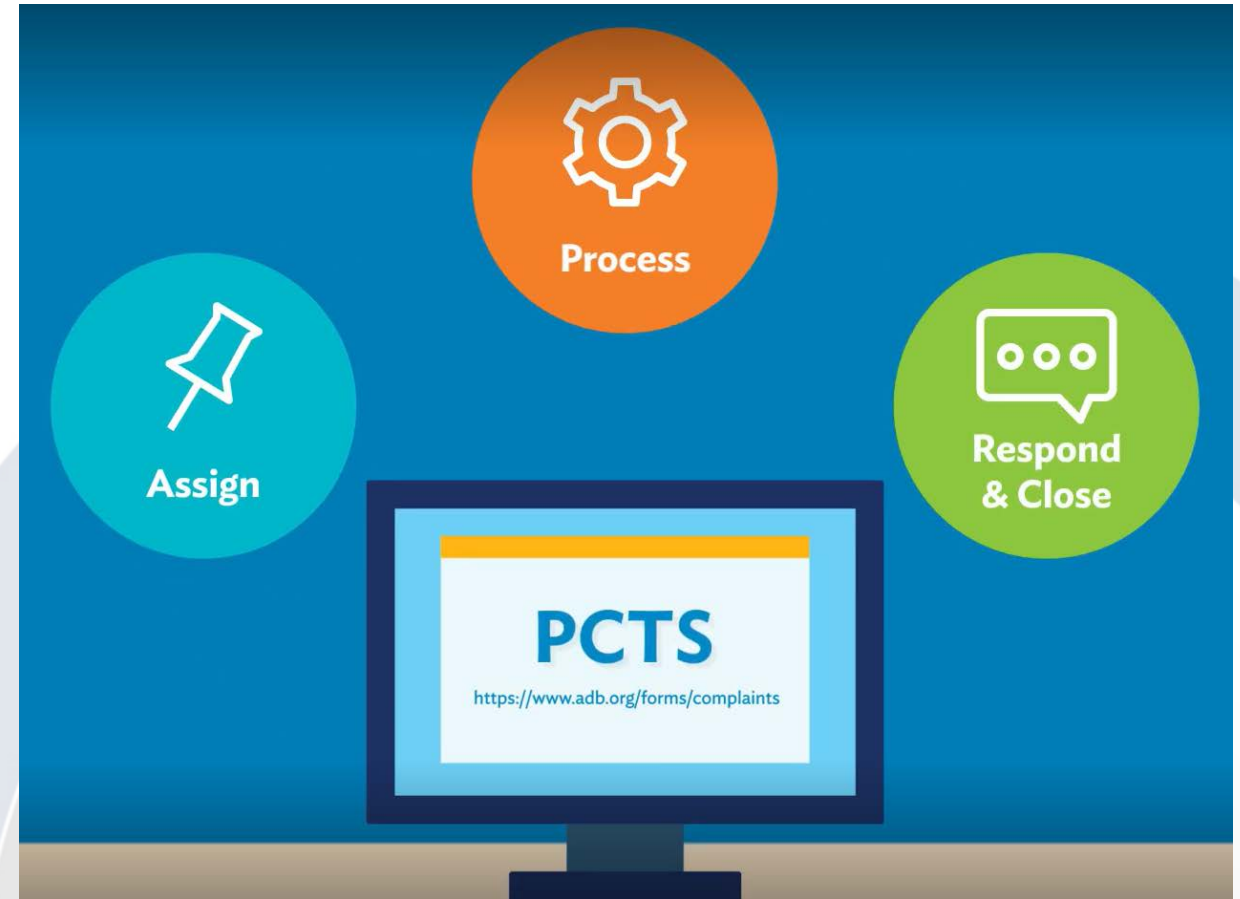 Process
Assign
Respond
& Close
PCTS
https://www.adb.org/forms/complaints